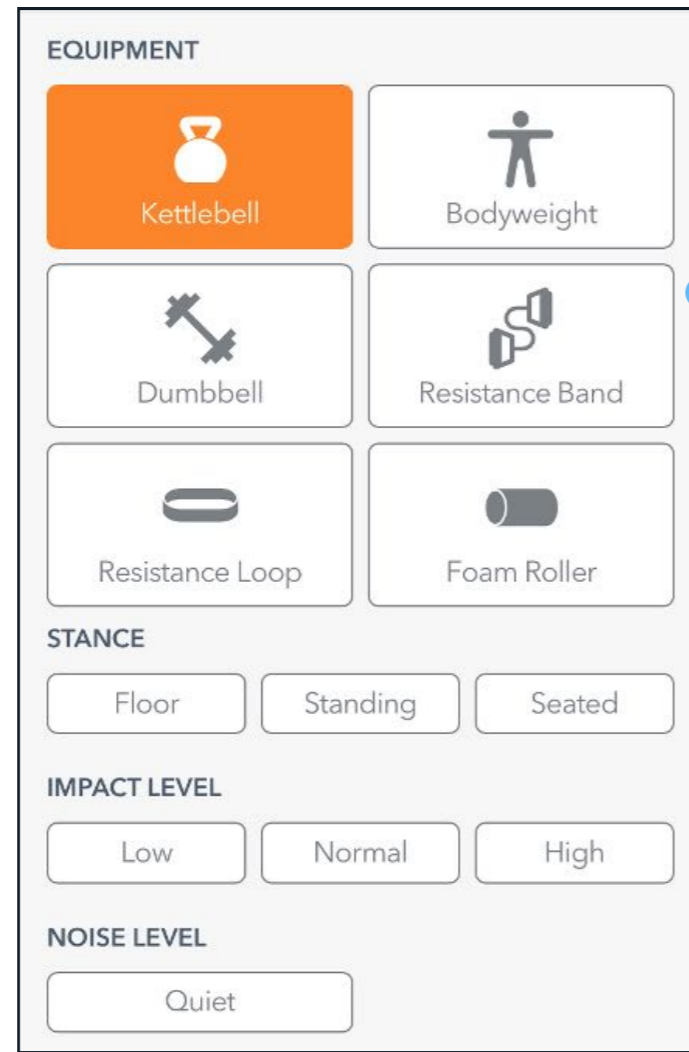 EQUIPMENT
Kettlebell
Bodyweight
Dumbbell
Resistance Band
Resistance Loop
Foam Roller
STANCE
Floor
Standing
Seated
IMPACT LEVEL
Low
Normal
High
NOISE LEVEL
Quiet